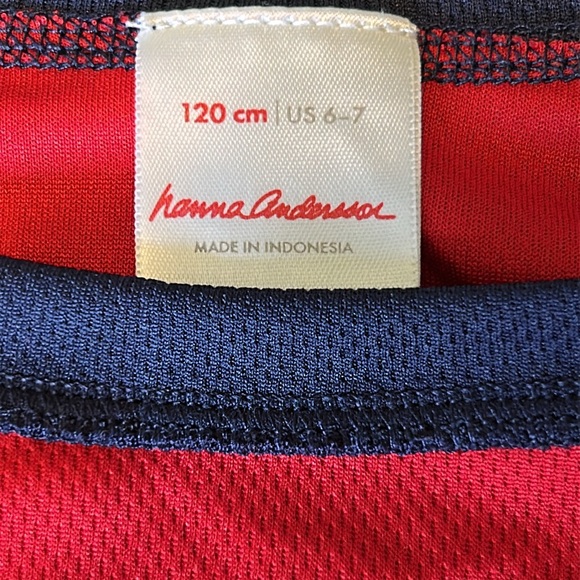 120 cm | US 6–7
hanna andersson
MADE IN INDONESIA